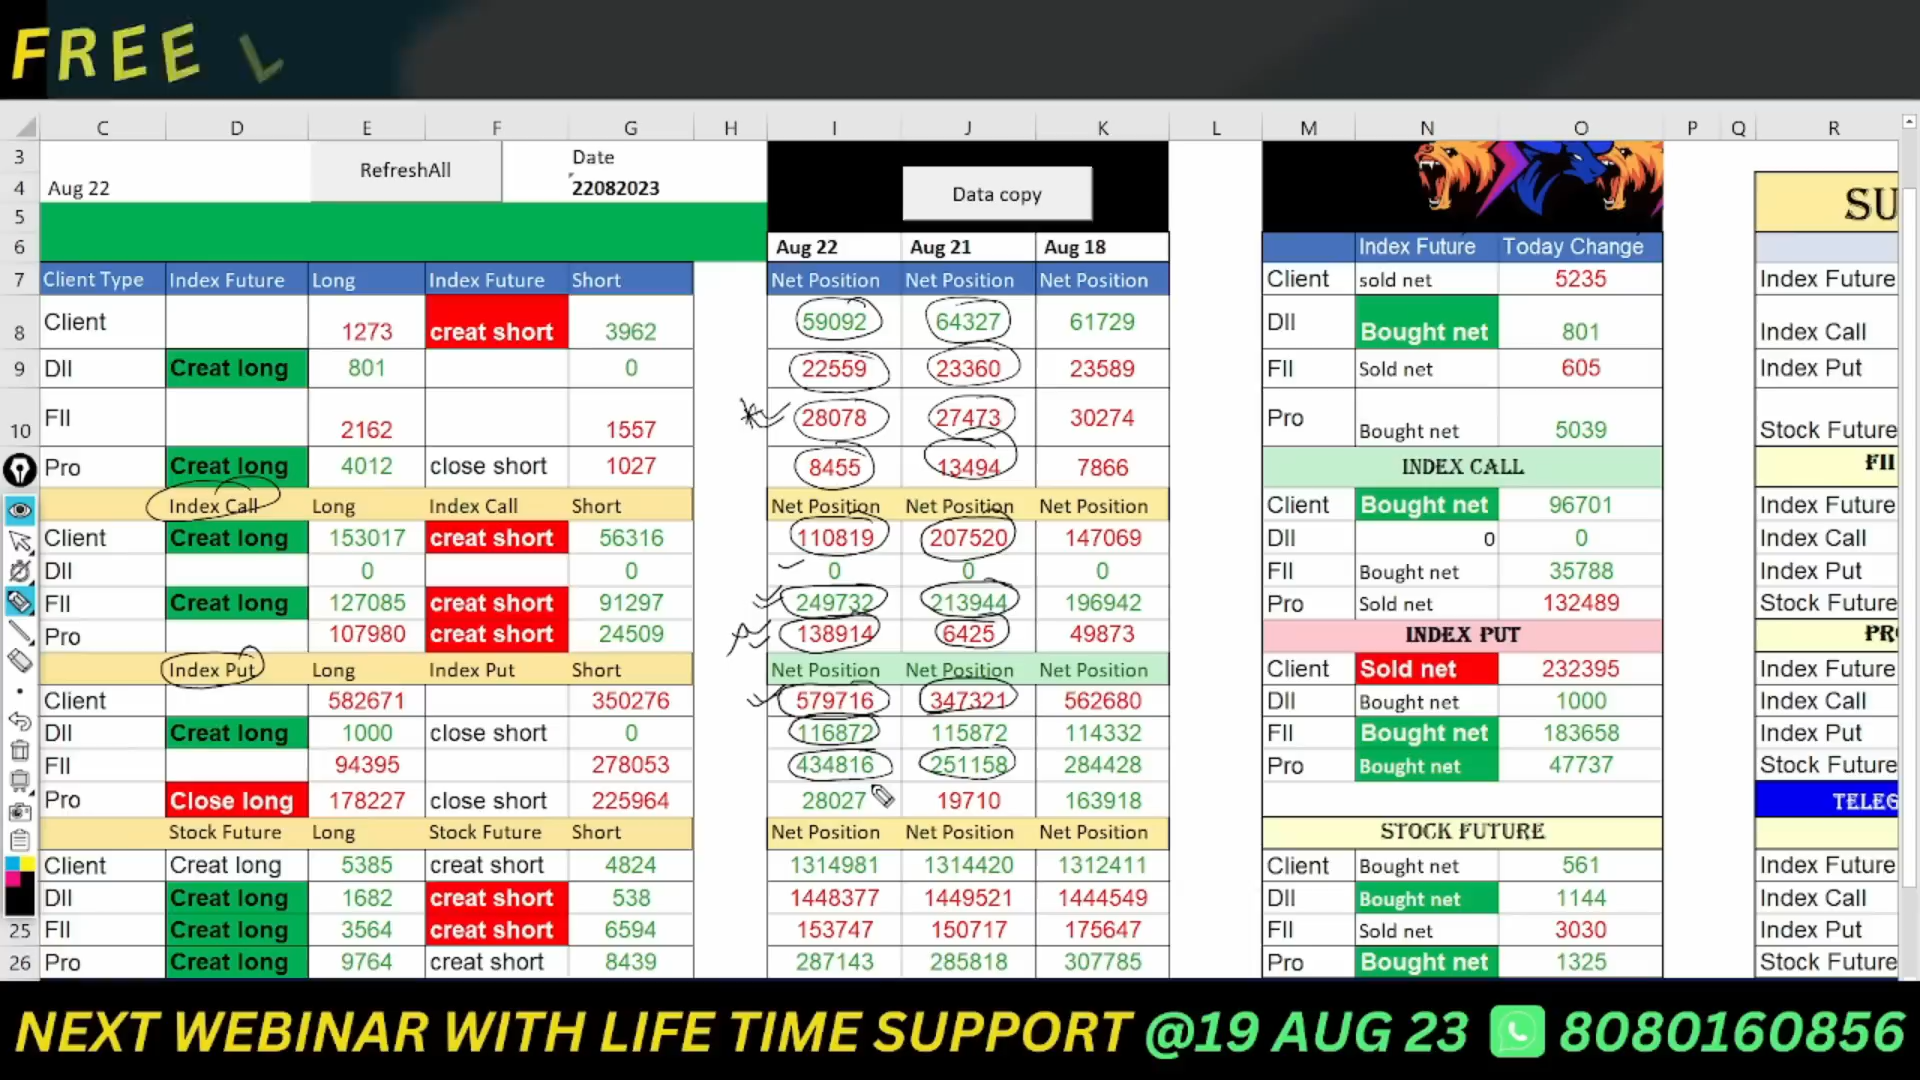 FREE L
C D E F G H I J K L M N O P Q R
3 RefreshAll Date
4 Aug 22 22082023 Data copy SU
5
6 Aug 22 Aug 21 Aug 18 Index Future Today Change
7 Client Type Index Future Long Index Future Short Net Position Net Position Net Position Client sold net 5235 Index Future
8 Client 1273 creat short 3962 59092 64327 61729 DII Bought net 801 Index Call
9 DII Creat long 801 0 22559 23360 23589 FII Sold net 605 Index Put
10 FII 2162 1557 28078 27473 30274 Pro Bought net 5039 Stock Future
Pro Creat long 4012 close short 1027 8455 13494 7866 INDEX CALL FII
Index Call Long Index Call Short Net Position Net Position Net Position Client Bought net 96701 Index Future
Client Creat long 153017 creat short 56316 110819 207520 147069 DII 0 0 Index Call
DII 0 0 0 0 0 FII Bought net 35788 Index Put
FII Creat long 127085 creat short 91297 249732 213944 196942 Pro Sold net 132489 Stock Future
Pro 107980 creat short 24509 138914 6425 49873 INDEX PUT PRO
Index Put Long Index Put Short Net Position Net Position Net Position Client Sold net 232395 Index Future
Client 582671 350276 579716 347321 562680 DII Bought net 1000 Index Call
DII Creat long 1000 close short 0 116872 115872 114332 FII Bought net 183658 Index Put
FII 94395 278053 434816 251158 284428 Pro Bought net 47737 Stock Future
Pro Close long 178227 close short 225964 28027 19710 163918 TELEG
Stock Future Long Stock Future Short Net Position Net Position Net Position STOCK FUTURE
Client Creat long 5385 creat short 4824 1314981 1314420 1312411 Client Bought net 561 Index Future
DII Creat long 1682 creat short 538 1448377 1449521 1444549 DII Bought net 1144 Index Call
25 FII Creat long 3564 creat short 6594 153747 150717 175647 FII Sold net 3030 Index Put
26 Pro Creat long 9764 creat short 8439 287143 285818 307785 Pro Bought net 1325 Stock Future
NEXT WEBINAR WITH LIFE TIME SUPPORT @19 AUG 23 8080160856